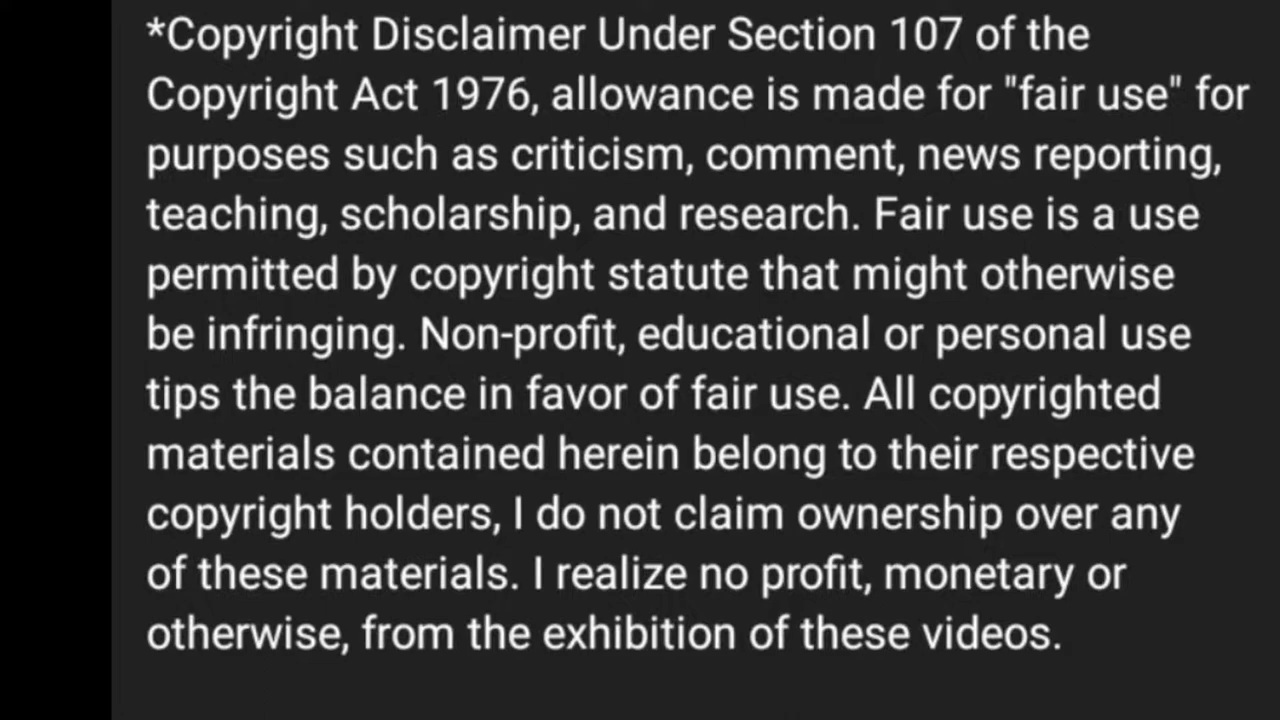 *Copyright Disclaimer Under Section 107 of the
Copyright Act 1976, allowance is made for "fair use" for
purposes such as criticism, comment, news reporting,
teaching, scholarship, and research. Fair use is a use
permitted by copyright statute that might otherwise
be infringing. Non-profit, educational or personal use
tips the balance in favor of fair use. All copyrighted
materials contained herein belong to their respective
copyright holders, I do not claim ownership over any
of these materials. I realize no profit, monetary or
otherwise, from the exhibition of these videos.